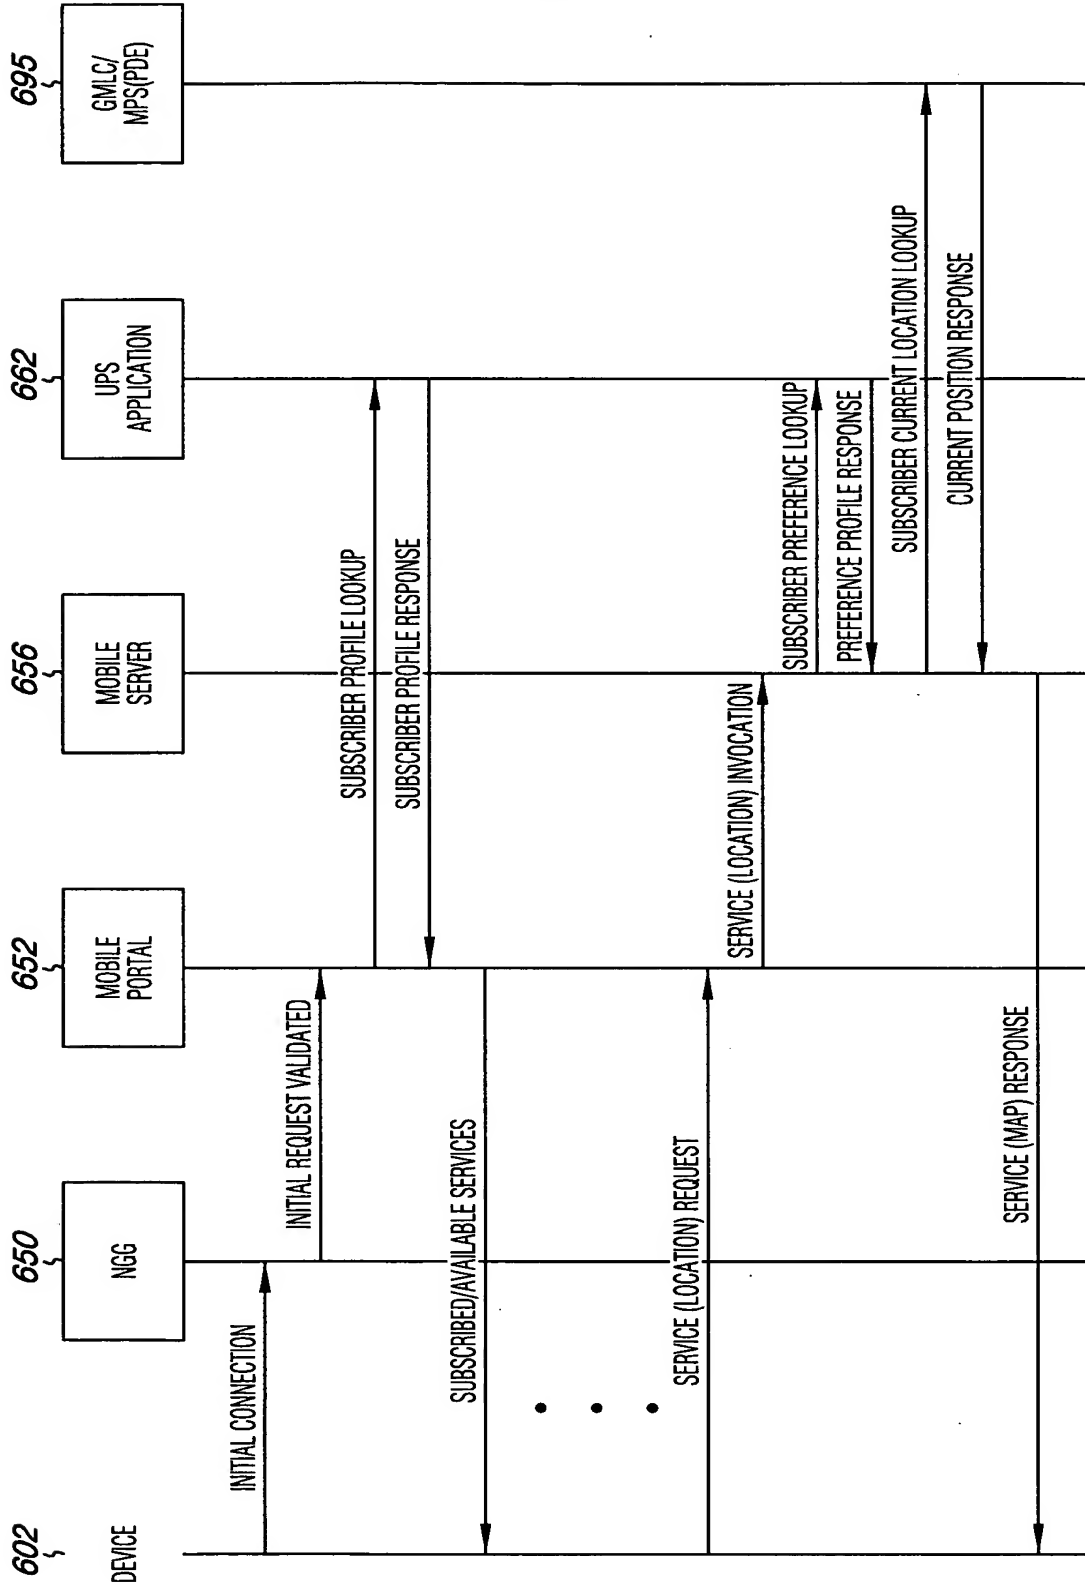 602
DEVICE
650
NGG
652
MOBILE
PORTAL
656
MOBILE
SERVER
662
UPS
APPLICATION
695
GMLC/
MPS(PDE)
INITIAL CONNECTION
INITIAL REQUEST VALIDATED
SUBSCRIBER PROFILE LOOKUP
SUBSCRIBER PROFILE RESPONSE
SUBSCRIBED/AVAILABLE SERVICES
SERVICE (LOCATION) REQUEST
SERVICE (LOCATION) INVOCATION
SUBSCRIBER PREFERENCE LOOKUP
PREFERENCE PROFILE RESPONSE
SUBSCRIBER CURRENT LOCATION LOOKUP
CURRENT POSITION RESPONSE
SERVICE (MAP) RESPONSE